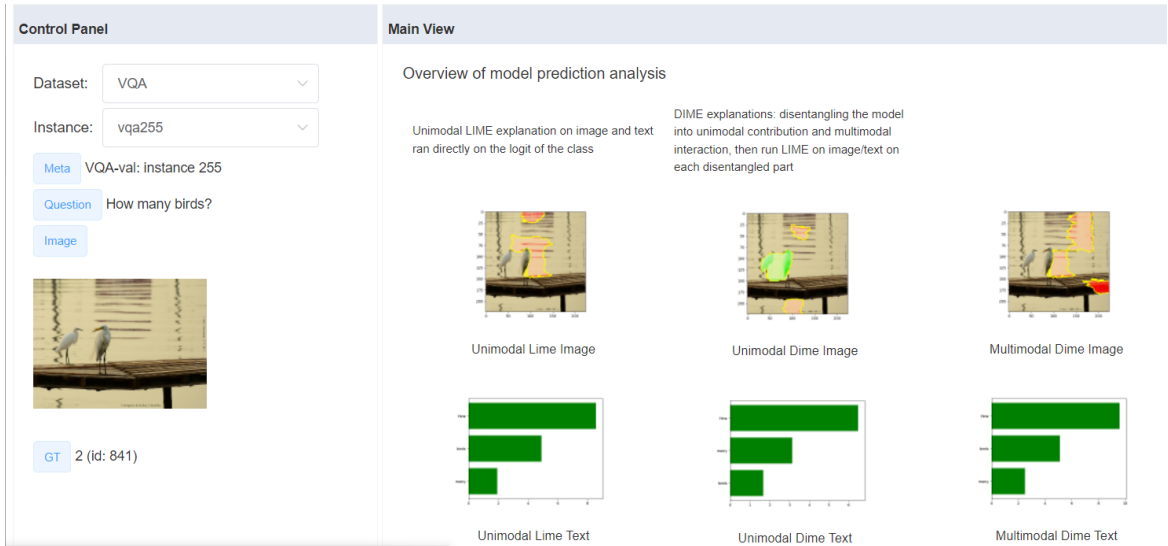 Control Panel
Dataset: VQA
Instance: vqa255
Meta VQA-val: instance 255
Question How many birds?
Image
GT 2 (id: 841)
Main View
Overview of model prediction analysis
Unimodal LIME explanation on image and text
ran directly on the logit of the class
DIME explanations: disentangling the model
into unimodal contribution and multimodal
interaction, then run LIME on image/text on
each disentangled part
Unimodal Lime Image
Unimodal Dime Image
Multimodal Dime Image
Unimodal Lime Text
Unimodal Dime Text
Multimodal Dime Text